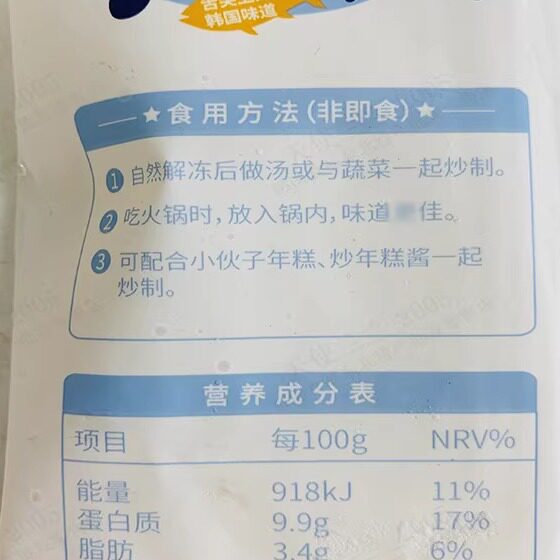 韩国味道
食用方法(非即食)
1 自然解冻后做汤或与蔬菜一起炒制。
2 吃火锅时,放入锅内,味道佳。
3 可配合小伙子年糕、炒年糕酱一起
炒制。
营养成分表
项目 每100g NRV%
能量 918kJ 11%
蛋白质 9.9g 17%
脂肪 3.4g 6%